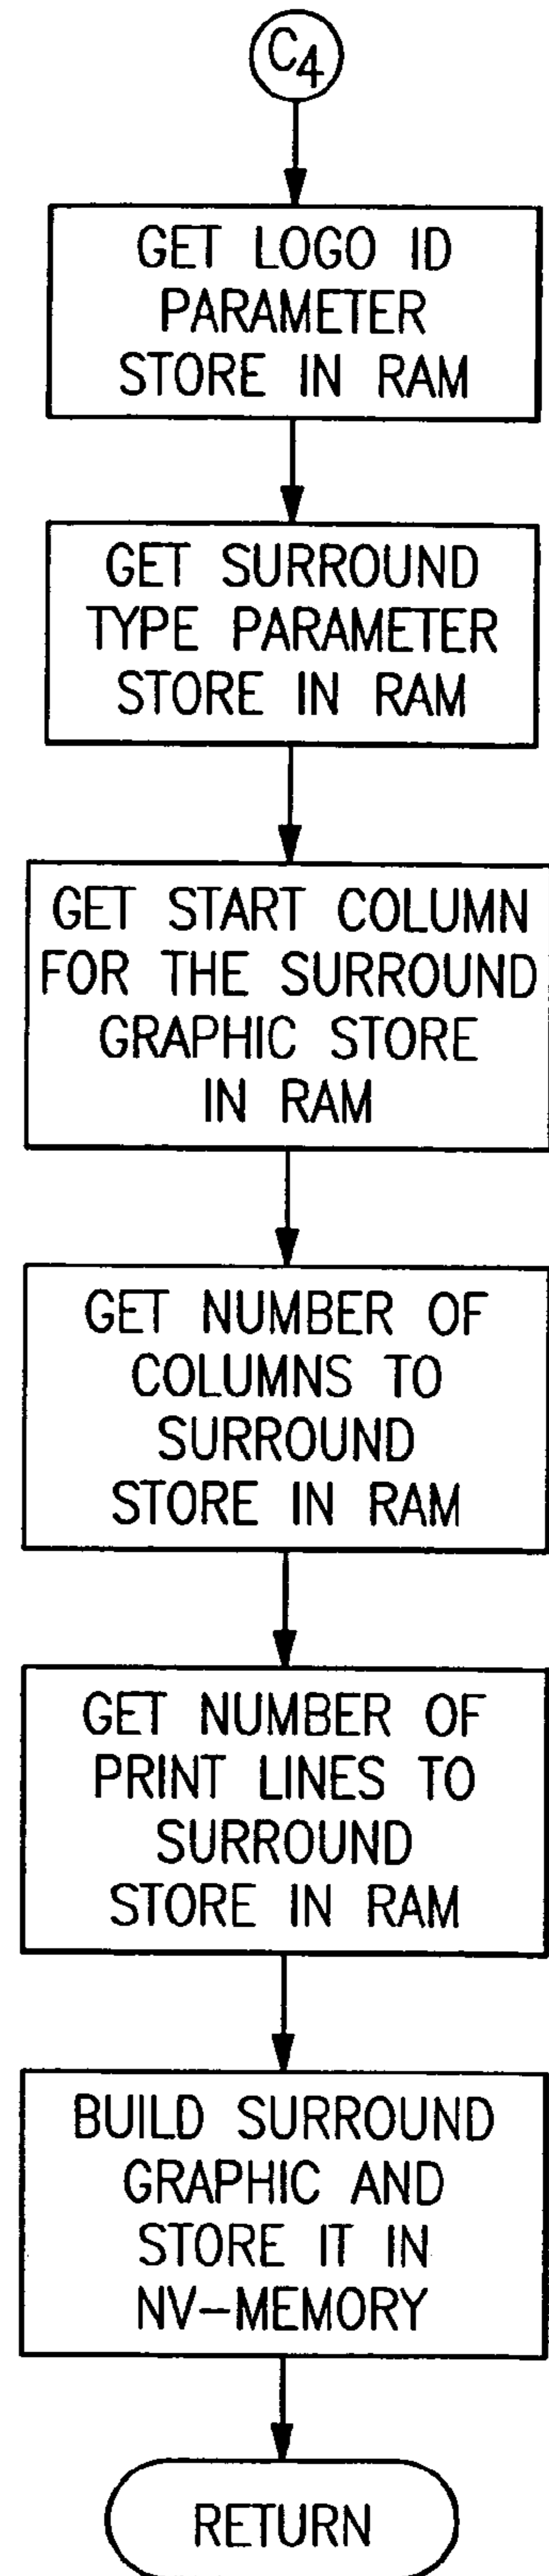 C4
GET LOGO ID
PARAMETER
STORE IN RAM
GET SURROUND
TYPE PARAMETER
STORE IN RAM
GET START COLUMN
FOR THE SURROUND
GRAPHIC STORE
IN RAM
GET NUMBER OF
COLUMNS TO
SURROUND
STORE IN RAM
GET NUMBER OF
PRINT LINES TO
SURROUND
STORE IN RAM
BUILD SURROUND
GRAPHIC AND
STORE IT IN
NV-MEMORY
RETURN